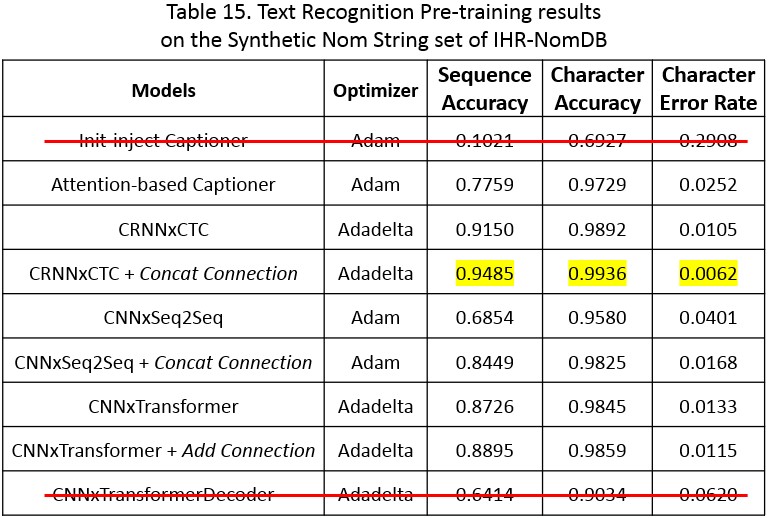 Table 15. Text Recognition Pre-training results
on the Synthetic Nom String set of IHR-NomDB
Models Optimizer Sequence Accuracy Character Accuracy Character Error Rate
Init-inject Captioner Adam 0.1021 0.6927 0.2908
Attention-based Captioner Adam 0.7759 0.9729 0.0252
CRNNxCTC Adadelta 0.9150 0.9892 0.0105
CRNNxCTC + Concat Connection Adadelta 0.9485 0.9936 0.0062
CNNxSeq2Seq Adam 0.6854 0.9580 0.0401
CNNxSeq2Seq + Concat Connection Adam 0.8449 0.9825 0.0168
CNNxTransformer Adadelta 0.8726 0.9845 0.0133
CNNxTransformer + Add Connection Adadelta 0.8895 0.9859 0.0115
CNNxTransformerDecoder Adadelta 0.6414 0.9034 0.0620